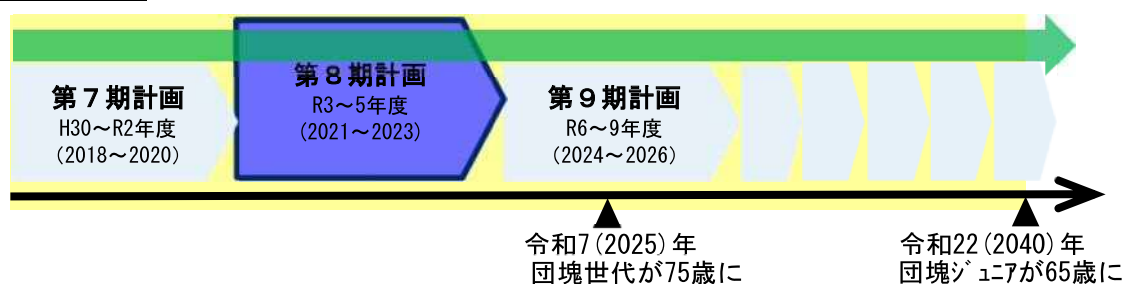 第７期計画
H30～R2年度
(2018～2020)
第８期計画
R3～5年度
(2021～2023)
第９期計画
R6～9年度
(2024～2026)
令和7(2025)年
団塊世代が75歳に
令和22(2040)年
団塊ｼﾞｭﾆｱが65歳に